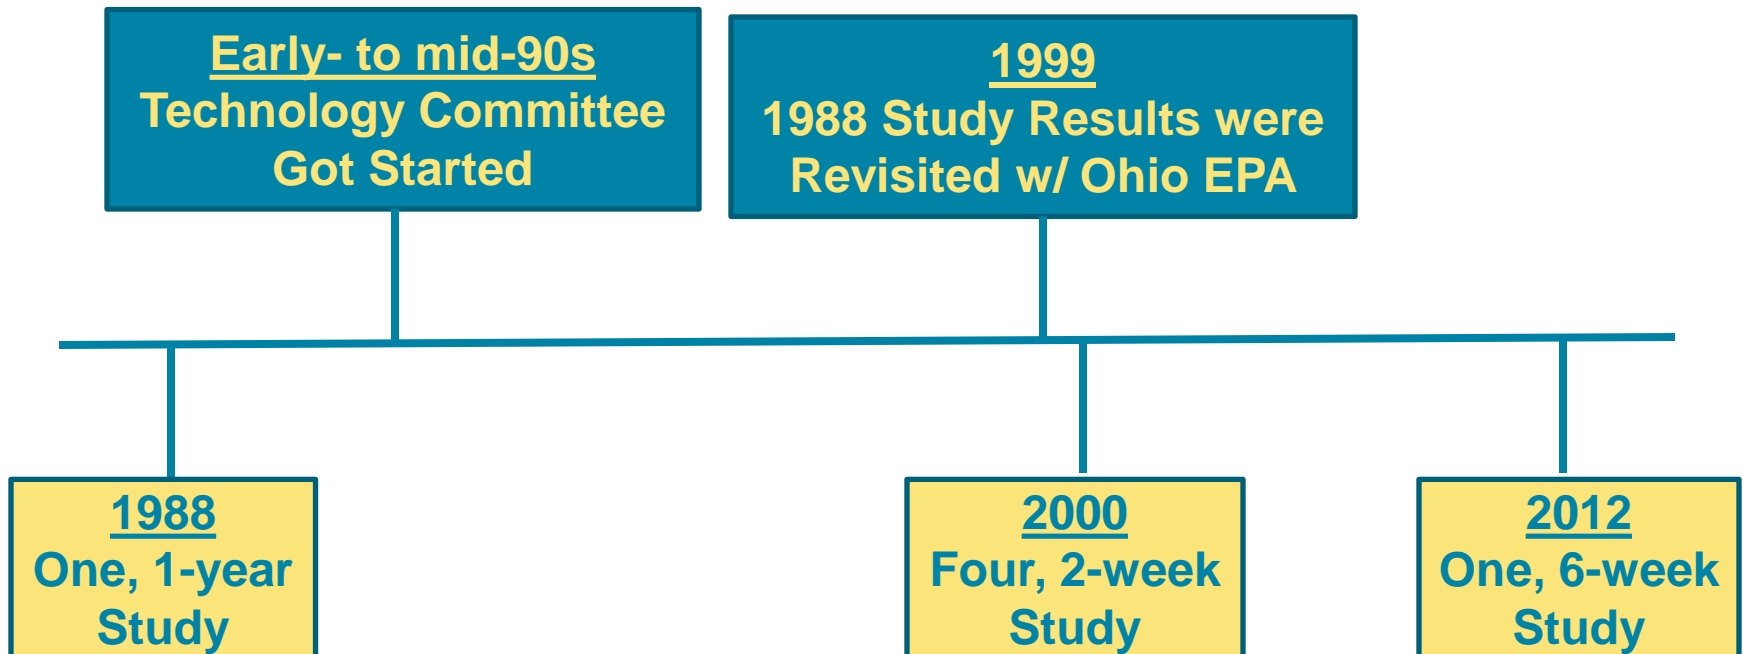 Early- to mid-90s
Technology Committee
Got Started
1999
1988 Study Results were
Revisited w/ Ohio EPA
1988
One, 1-year
Study
2000
Four, 2-week
Study
2012
One, 6-week
Study